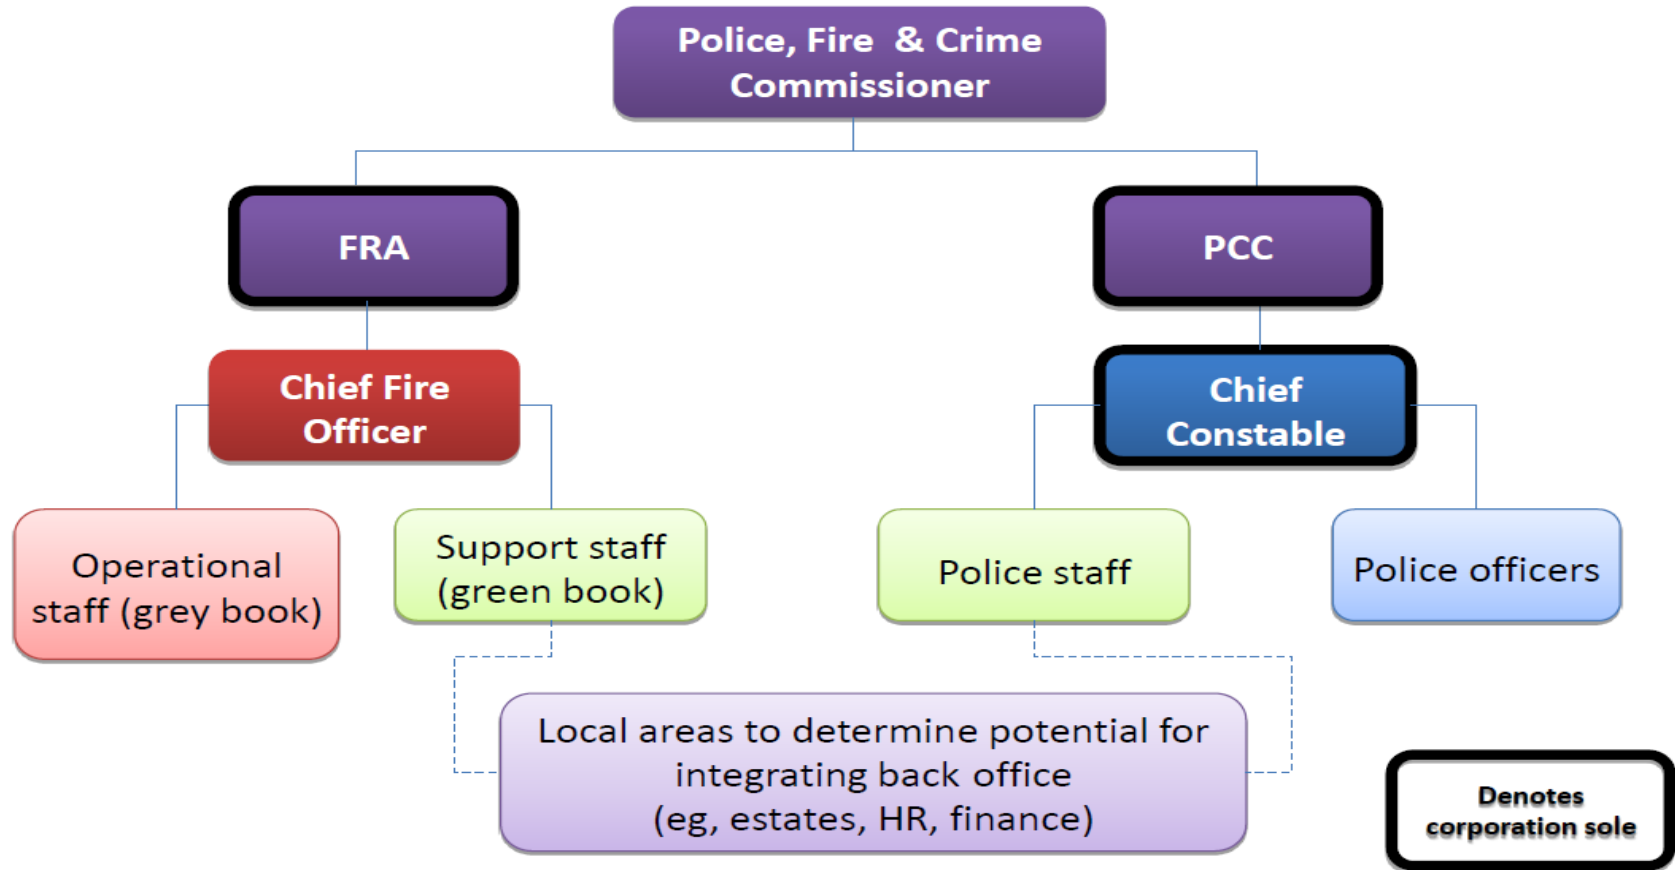 Police, Fire & Crime
Commissioner
FRA
PCC
Chief Fire
Officer
Chief
Constable
Operational
staff (grey book)
Support staff
(green book)
Police staff
Police officers
Local areas to determine potential for
integrating back office
(eg, estates, HR, finance)
Denotes
corporation sole